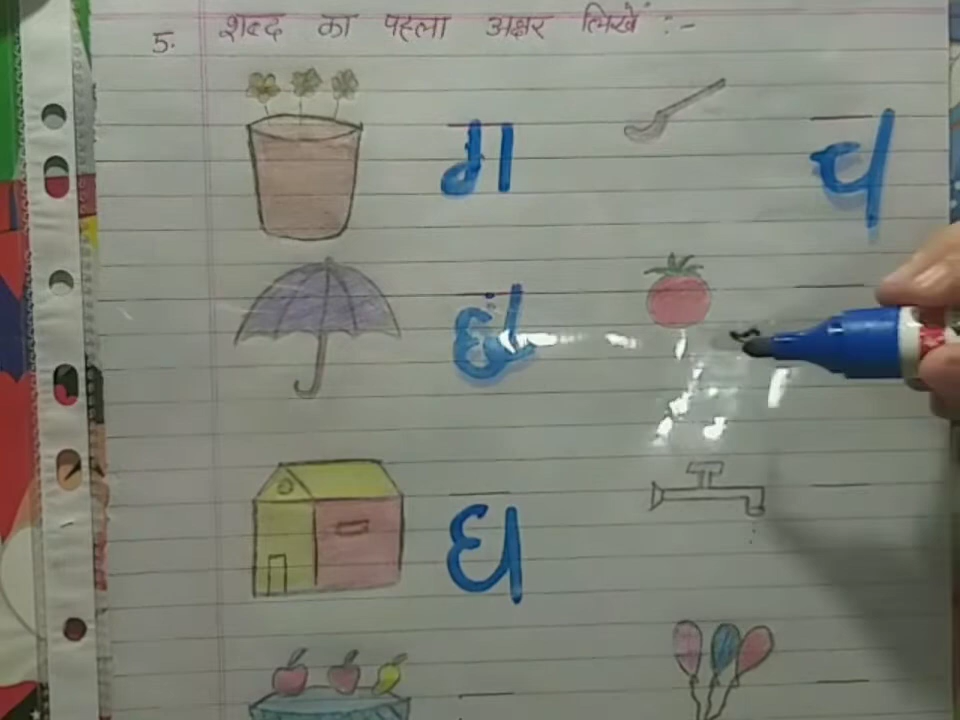 5. शब्द का पहला अक्षर लिखें :-
ग च
छ
घ